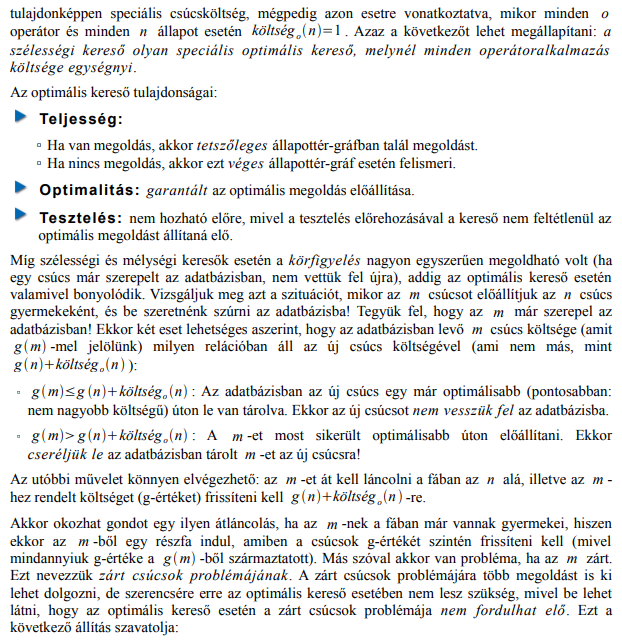 tulajdonképpen speciális csúcsköltség, mégpedig azon esetre vonatkoztatva, mikor minden o
operátor és minden n állapot esetén költségₒ(n)=1. Azaz a következőt lehet megállapítani: a
szélességi kereső olyan speciális optimális kereső, melynél minden operátoralkalmazás
költsége egységnyi.
Az optimális kereső tulajdonságai:
Teljesség:
▫ Ha van megoldás, akkor tetszőleges állapottér-gráfban talál megoldást.
▫ Ha nincs megoldás, akkor ezt véges állapottér-gráf esetén felismeri.
Optimalitás: garantált az optimális megoldás előállítása.
Tesztelés: nem hozható előre, mivel a tesztelés előrehozásával a kereső nem feltétlenül az
optimális megoldást állítaná elő.
Míg szélességi és mélységi keresők esetén a körfigyelés nagyon egyszerűen megoldható volt (ha
egy csúcs már szerepelt az adatbázisban, nem vettük fel újra), addig az optimális kereső esetén
valamivel bonyolódik. Vizsgáljuk meg azt a szituációt, mikor az m csúcsot előállítjuk az n csúcs
gyermekeként, és be szeretnénk szúrni az adatbázisba! Tegyük fel, hogy az m már szerepel az
adatbázisban! Ekkor két eset lehetséges aszerint, hogy az adatbázisban levő m csúcs költsége (amit
g(m)-mel jelölünk) milyen relációban áll az új csúcs költségével (ami nem más, mint
g(n)+költségₒ(n)):
▫ g(m)≤g(n)+költségₒ(n): Az adatbázisban az új csúcs egy már optimálisabb (pontosabban:
nem nagyobb költségű) úton le van tárolva. Ekkor az új csúcsot nem vesszük fel az adatbázisba.
▫ g(m)>g(n)+költségₒ(n): A m-et most sikerült optimálisabb úton előállítani. Ekkor
cseréljük le az adatbázisban tárolt m-et az új csúcsra!
Az utóbbi művelet könnyen elvégezhető: az m-et át kell láncolni a fában az n alá, illetve az m-
hez rendelt költséget (g-értéket) frissíteni kell g(n)+költségₒ(n)-re.
Akkor okozhat gondot egy ilyen átláncolás, ha az m-nek a fában már vannak gyermekei, hiszen
ekkor az m-ből egy részfa indul, amiben a csúcsok g-értékét szintén frissíteni kell (mivel
mindannyiuk g-értéke a g(m)-ből származtatott). Más szóval akkor van probléma, ha az m zárt.
Ezt nevezzük zárt csúcsok problémájának. A zárt csúcsok problémájára több megoldást is ki
lehet dolgozni, de szerencsére erre az optimális kereső esetében nem lesz szükség, mivel be lehet
látni, hogy az optimális kereső esetén a zárt csúcsok problémája nem fordulhat elő. Ezt a
következő állítás szavatolja: